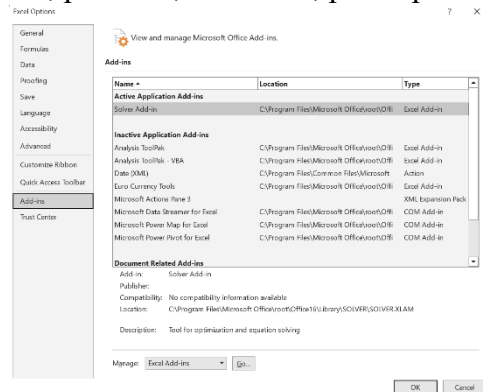 Excel Options ? ×
General
Formulas
Data
Proofing
Save
Language
Accessibility
Advanced
Customize Ribbon
Quick Access Toolbar
Add-ins
Trust Center
View and manage Microsoft Office Add-ins.
Add-ins
Name Location Type
Active Application Add-ins
Solver Add-in C:\Program Files\Microsoft Office\root\Offi Excel Add-in
Inactive Application Add-ins
Analysis ToolPak C:\Program Files\Microsoft Office\root\Offi Excel Add-in
Analysis ToolPak - VBA C:\Program Files\Microsoft Office\root\Offi Excel Add-in
Date (XML) C:\Program Files\Common Files\Microsoft Action
Euro Currency Tools C:\Program Files\Microsoft Office\root\Offi Excel Add-in
Microsoft Actions Pane 3 XML Expansion Pack
Microsoft Data Streamer for Excel C:\Program Files\Microsoft Office\root\Offi COM Add-in
Microsoft Power Map for Excel C:\Program Files\Microsoft Office\root\Offi COM Add-in
Microsoft Power Pivot for Excel C:\Program Files\Microsoft Office\root\Offi COM Add-in
Document Related Add-ins
Add-in: Solver Add-in
Publisher:
Compatibility: No compatibility information available
Location: C:\Program Files\Microsoft Office\root\Office16\Library\SOLVER\SOLVER.XLAM
Description: Tool for optimization and equation solving
Manage: Excel Add-ins Go...
OK Cancel